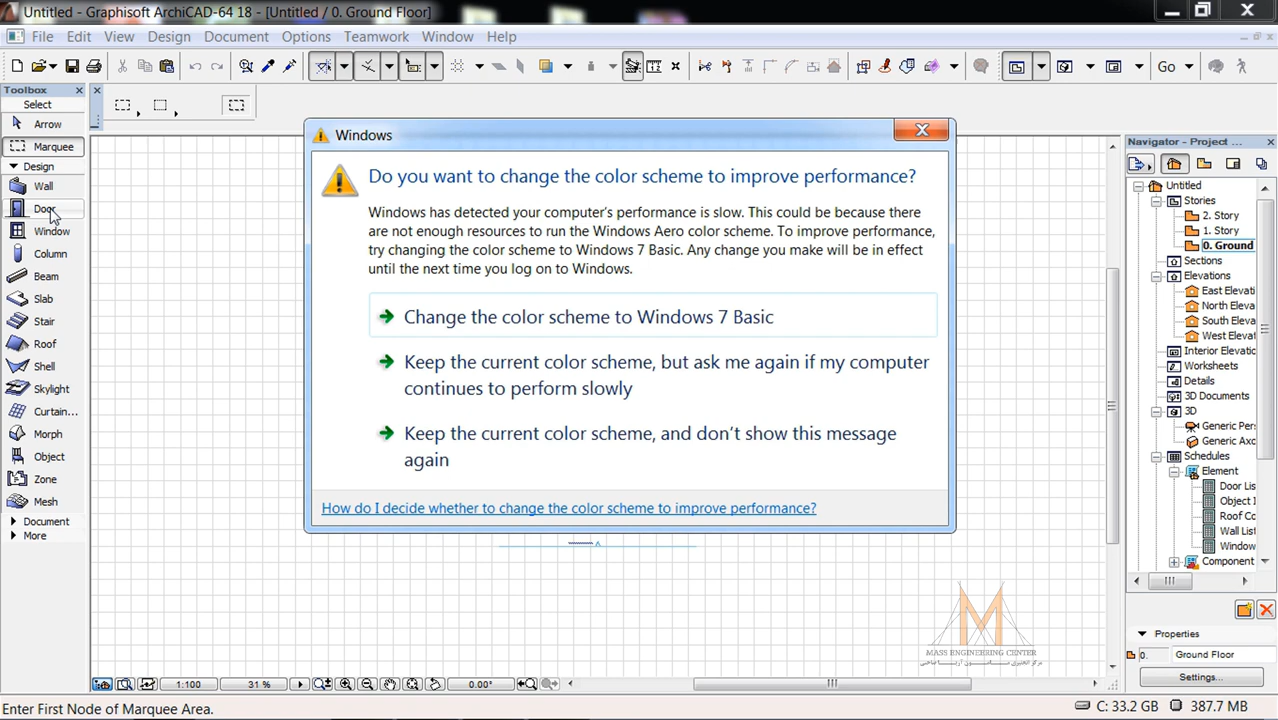 Untitled - Graphisoft ArchiCAD-64 18 - [Untitled / 0. Ground Floor]
File Edit View Design Document Options Teamwork Window Help
Go
Toolbox
Select
Arrow
Marquee
Design
Wall
Door
Window
Column
Beam
Slab
Stair
Roof
Shell
Skylight
Curtain...
Morph
Object
Zone
Mesh
Document
More
Windows
Do you want to change the color scheme to improve performance?
Windows has detected your computer's performance is slow. This could be because there
are not enough resources to run the Windows Aero color scheme. To improve performance,
try changing the color scheme to Windows 7 Basic. Any change you make will be in effect
until the next time you log on to Windows.
Change the color scheme to Windows 7 Basic
Keep the current color scheme, but ask me again if my computer
continues to perform slowly
Keep the current color scheme, and don't show this message
again
How do I decide whether to change the color scheme to improve performance?
Navigator - Project ...
Untitled
Stories
2. Story
1. Story
0. Ground
Sections
Elevations
East Elevati
North Eleva
South Eleva
West Elevati
Interior Elevatio
Worksheets
Details
3D Documents
3D
Generic Pers
Generic Axo
Schedules
Element
Door Lis
Object I
Roof Co
Wall List
Window
Component
Properties
0. Ground Floor
Settings...
M
MASS ENGINEERING CENTER
1:100 31 % 0.00°
Enter First Node of Marquee Area.
C: 33.2 GB 387.7 MB